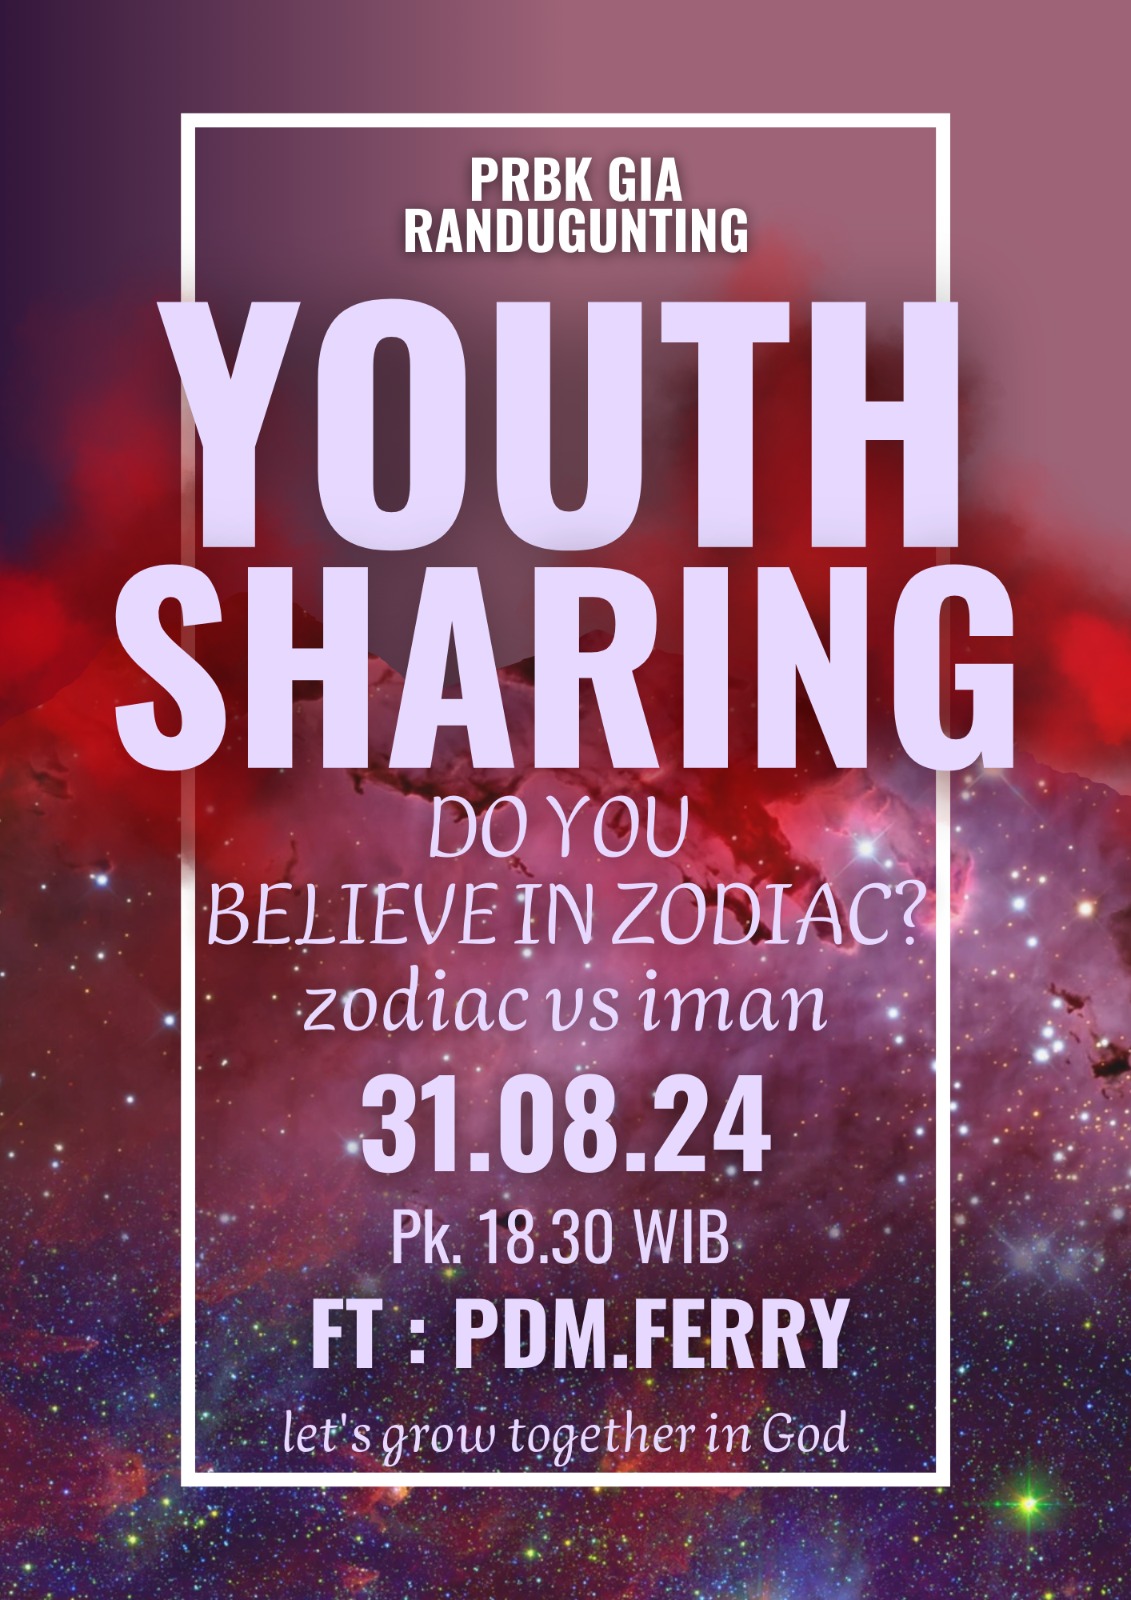 PRBK GIA
RANDUGUNTING
YOUTH
SHARING
DO YOU
BELIEVE IN ZODIAC?
zodiac vs iman
31.08.24
Pk. 18.30 WIB
FT : PDM.FERRY
let's grow together in God